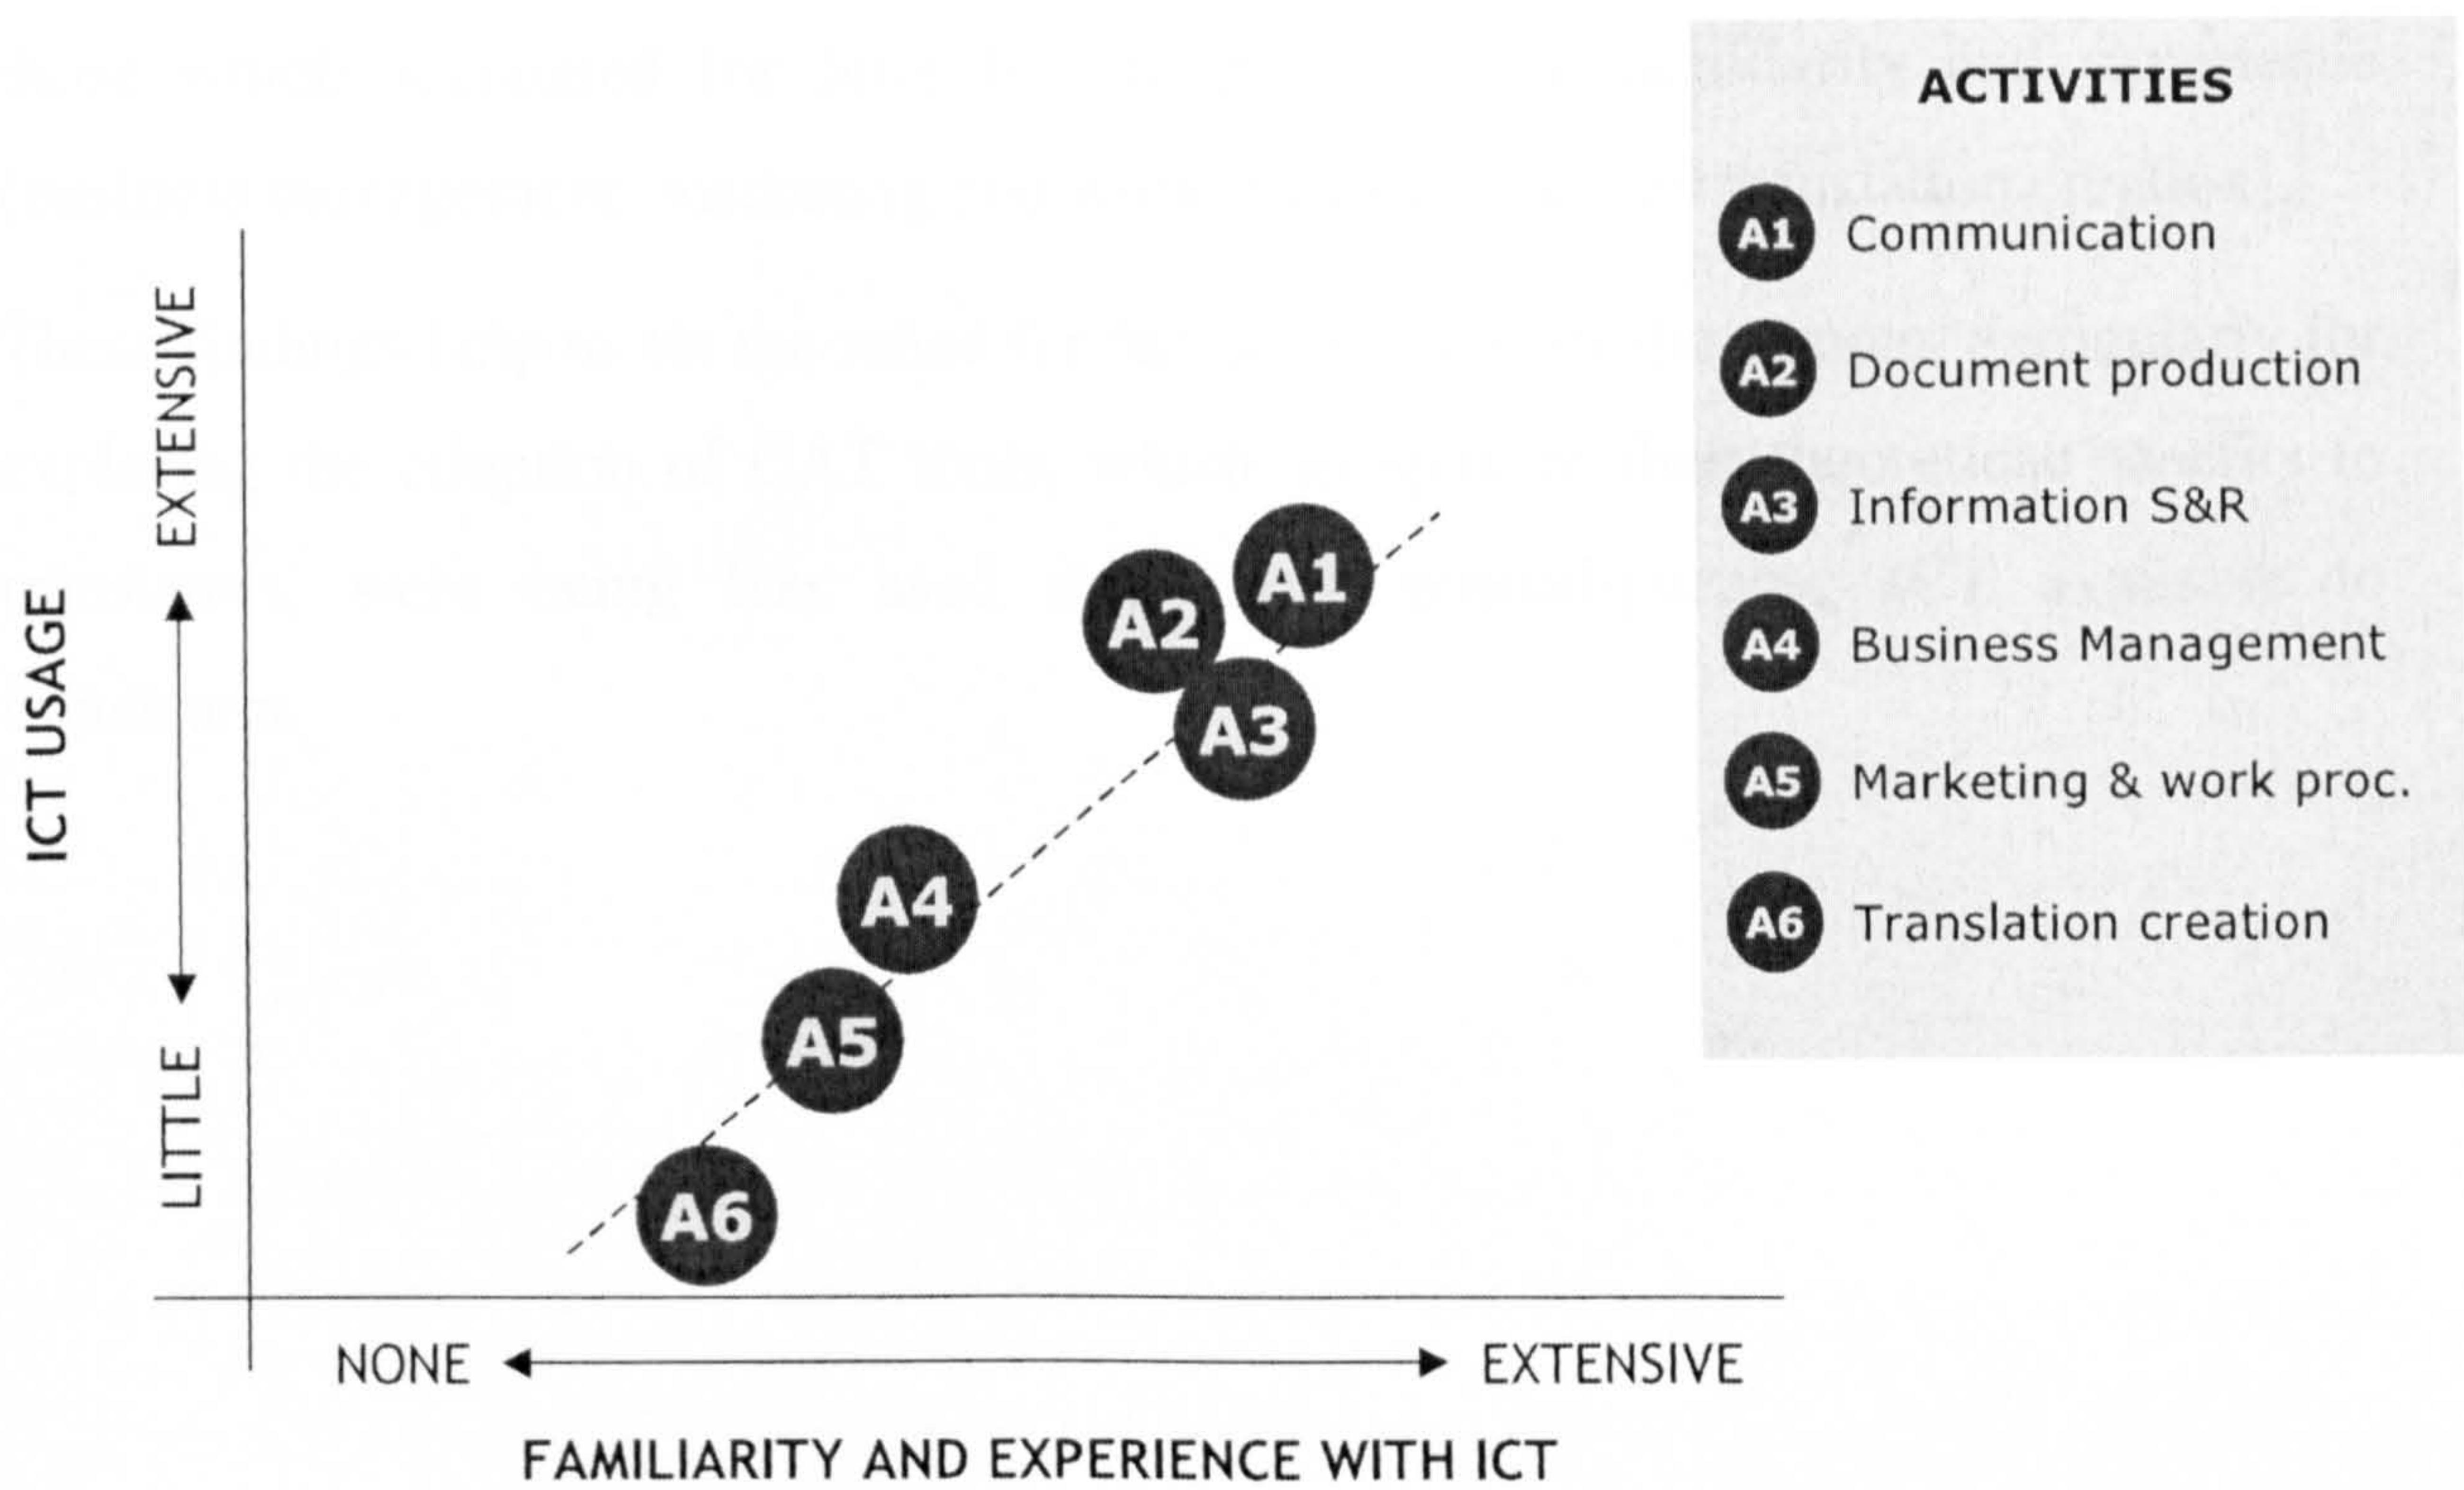 ACTIVITIES
A1 Communication
A2 Document production
A3 Information S&R
A4 Business Management
A5 Marketing & work proc.
A6 Translation creation
ICT USAGE
EXTENSIVE
LITTLE
A1
A2
A3
A4
A5
A6
NONE
EXTENSIVE
FAMILIARITY AND EXPERIENCE WITH ICT